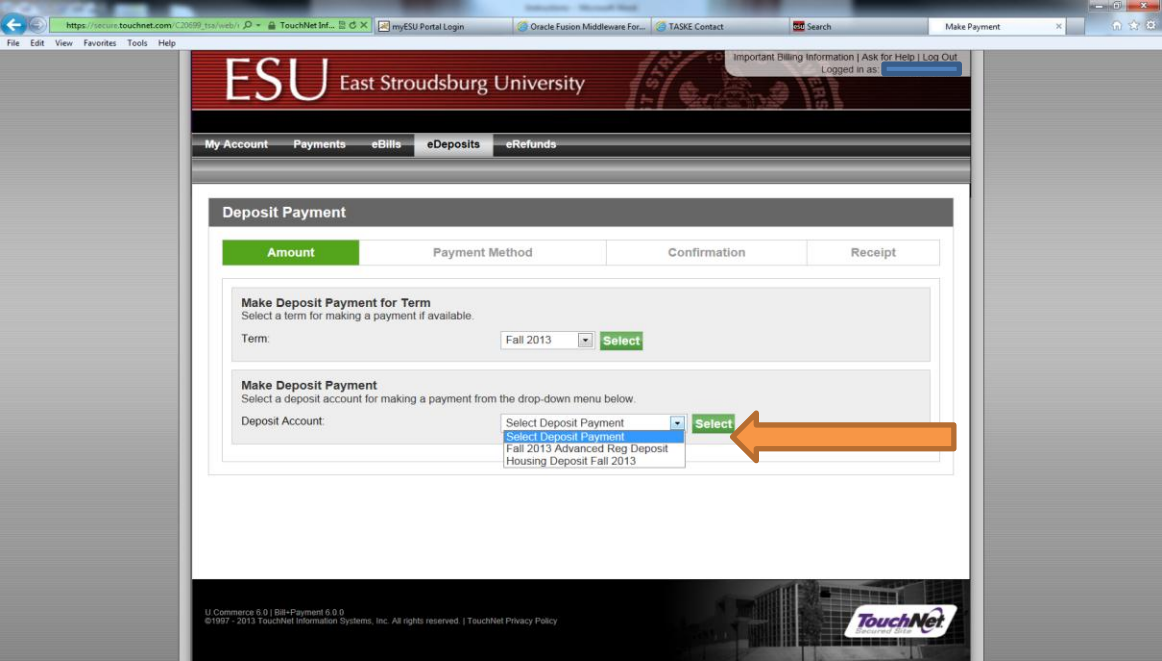 https://secure.touchnet.com/C20699_tsa/web/ TouchNet Inf... myESU Portal Login Oracle Fusion Middleware For... TASKE Contact esu Search Make Payment
File Edit View Favorites Tools Help
Important Billing Information | Ask for Help | Log Out
Logged in as:
ESU East Stroudsburg University
My Account Payments eBills eDeposits eRefunds
Deposit Payment
Amount Payment Method Confirmation Receipt
Make Deposit Payment for Term
Select a term for making a payment if available.
Term: Fall 2013 Select
Make Deposit Payment
Select a deposit account for making a payment from the drop-down menu below.
Deposit Account: Select Deposit Payment Select
Select Deposit Payment
Fall 2013 Advanced Reg Deposit
Housing Deposit Fall 2013
U.Commerce 6.0 | Bill+Payment 6.0.0
©1997 - 2013 TouchNet Information Systems, Inc. All rights reserved. | TouchNet Privacy Policy
TouchNet
Secured Site